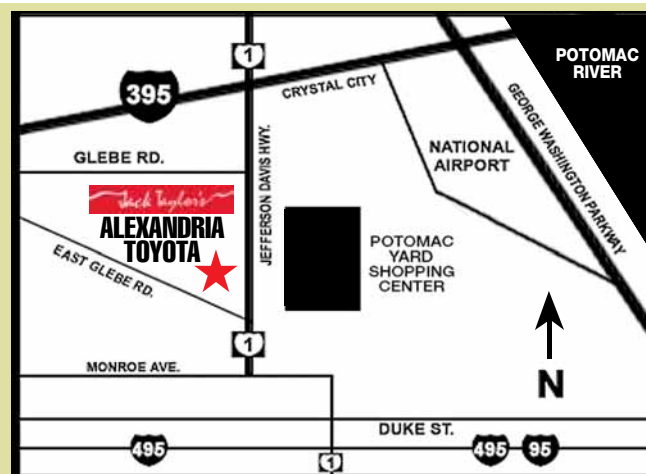 1
POTOMAC
RIVER
395
CRYSTAL CITY
GEORGE WASHINGTON PARKWAY
GLEBE RD.
JEFFERSON DAVIS HWY.
NATIONAL
AIRPORT
Jack Taylor's
ALEXANDRIA
TOYOTA
EAST GLEBE RD.
POTOMAC
YARD
SHOPPING
CENTER
1
MONROE AVE.
N
DUKE ST.
495
1
495
95